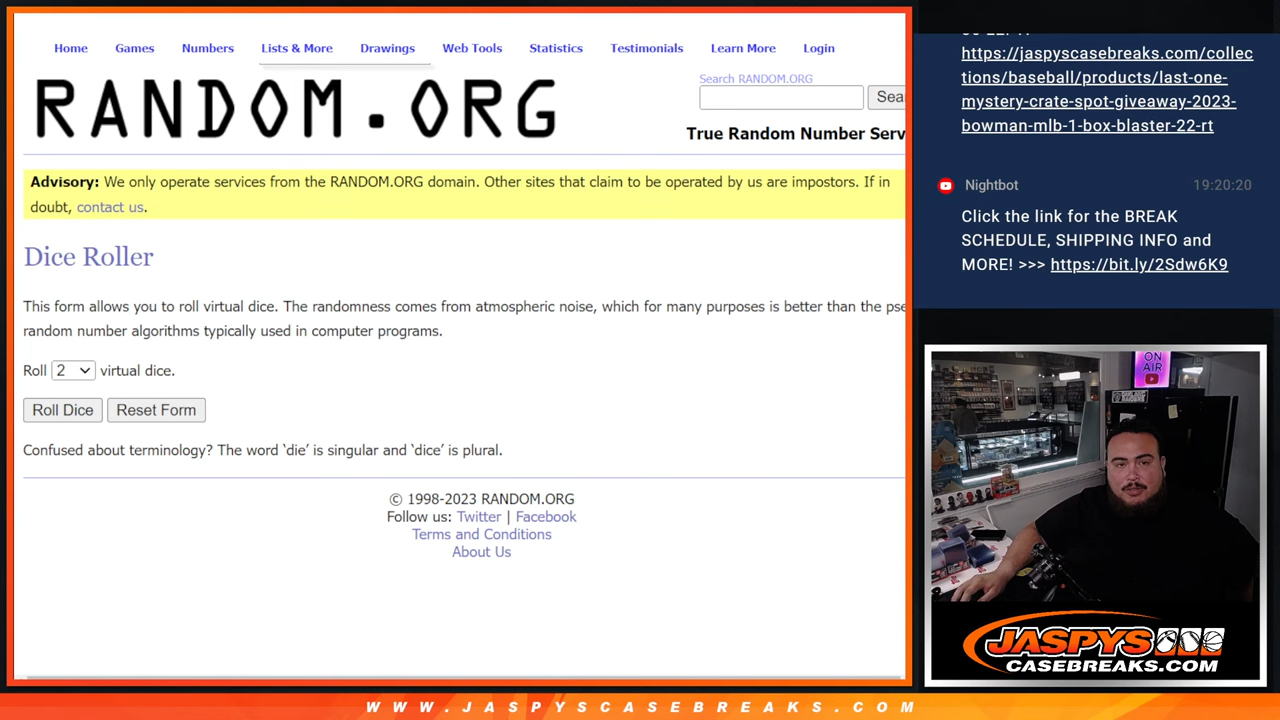 Home Games Numbers Lists & More Drawings Web Tools Statistics Testimonials Learn More Login
RANDOM.ORG
Search RANDOM.ORG
Sea
True Random Number Serv
Advisory: We only operate services from the RANDOM.ORG domain. Other sites that claim to be operated by us are impostors. If in
doubt, contact us.
Dice Roller
This form allows you to roll virtual dice. The randomness comes from atmospheric noise, which for many purposes is better than the pse
random number algorithms typically used in computer programs.
Roll 2 virtual dice.
Roll Dice Reset Form
Confused about terminology? The word ‘die’ is singular and ‘dice’ is plural.
© 1998-2023 RANDOM.ORG
Follow us: Twitter | Facebook
Terms and Conditions
About Us
https://jaspyscasebreaks.com/collec
tions/baseball/products/last-one-
mystery-crate-spot-giveaway-2023-
bowman-mlb-1-box-blaster-22-rt
Nightbot 19:20:20
Click the link for the BREAK
SCHEDULE, SHIPPING INFO and
MORE! >>> https://bit.ly/2Sdw6K9
ON
AIR
JASPYS
CASEBREAKS.COM
WWW.JASPYSCASEBREAKS.COM